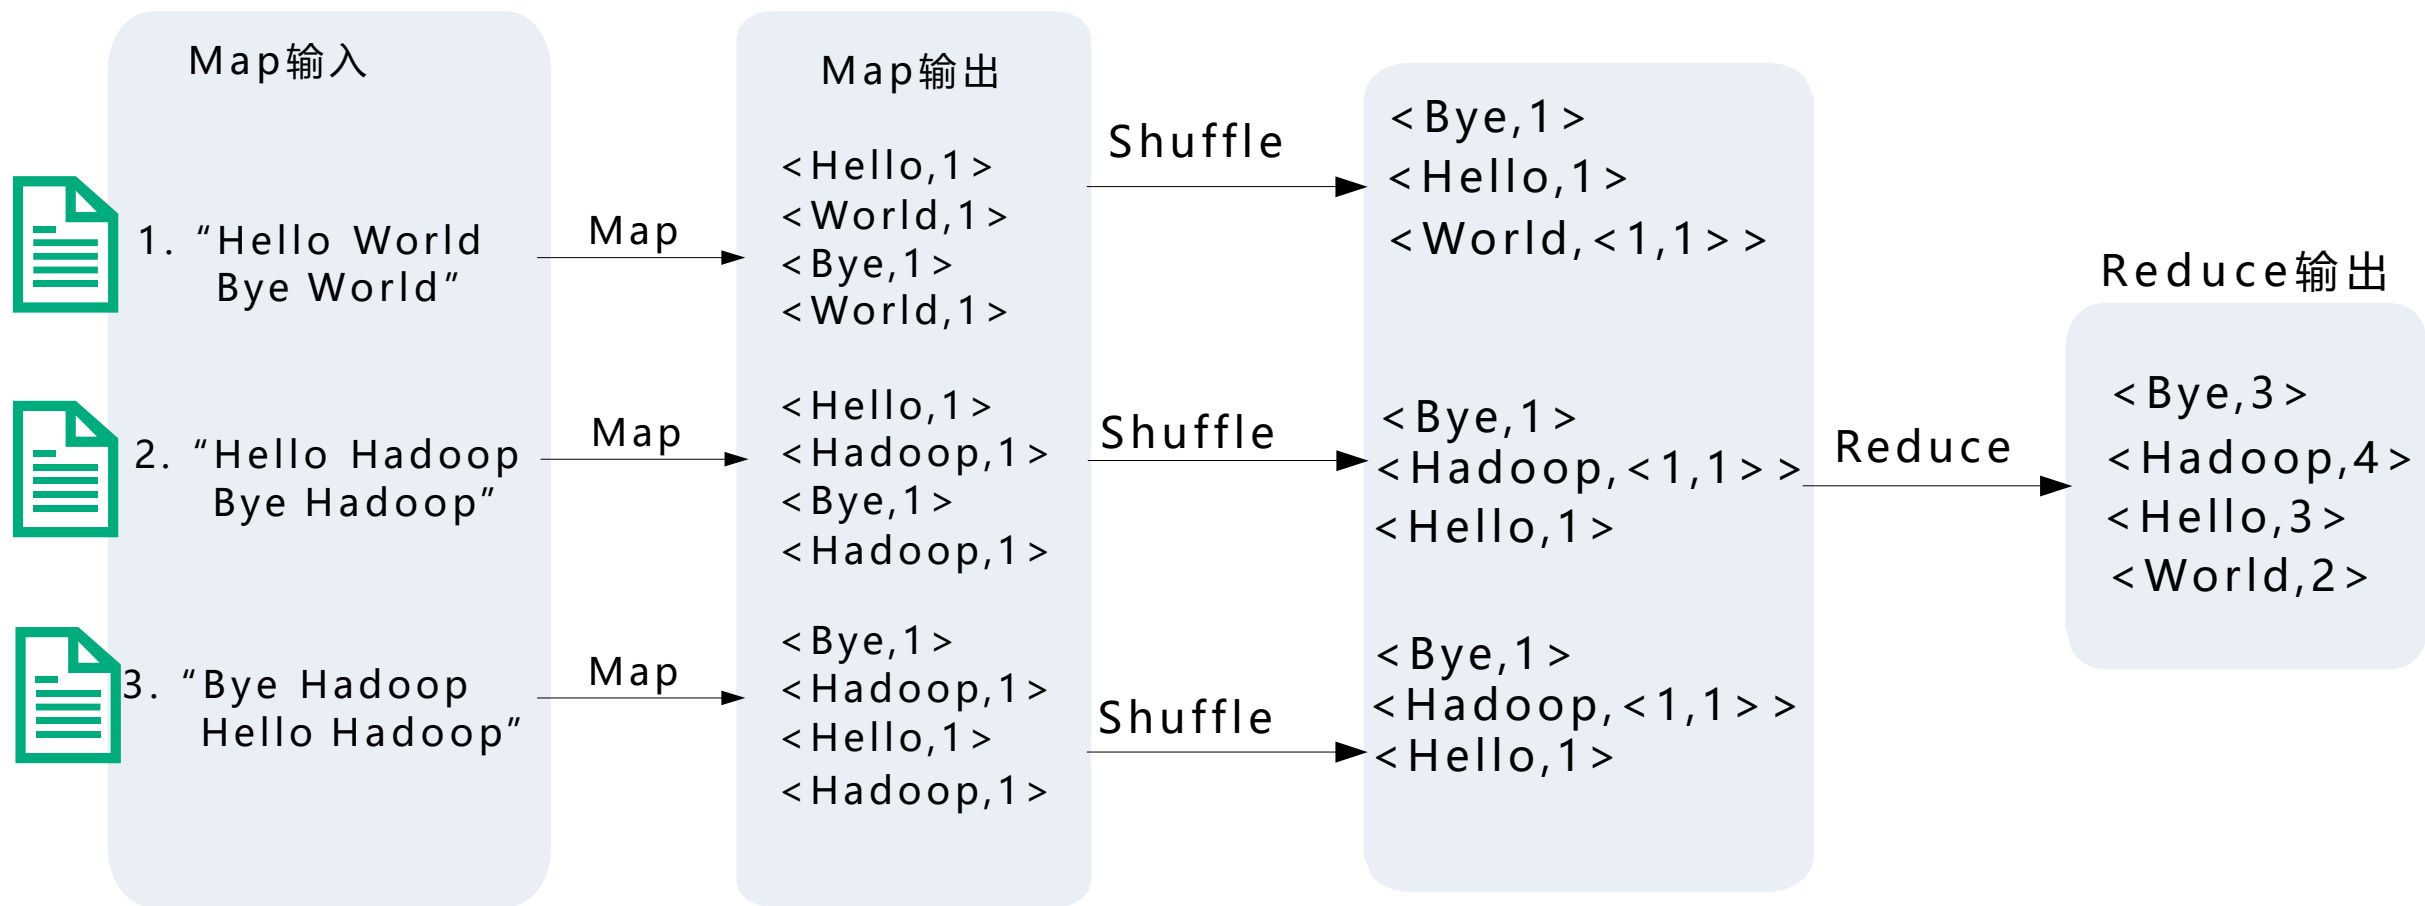 Map输入
1. “Hello World
Bye World”
2. “Hello Hadoop
Bye Hadoop”
3. “Bye Hadoop
Hello Hadoop”
Map
Map
Map
Map输出
<Hello,1>
<World,1>
<Bye,1>
<World,1>
<Hello,1>
<Hadoop,1>
<Bye,1>
<Hadoop,1>
<Bye,1>
<Hadoop,1>
<Hello,1>
<Hadoop,1>
Shuffle
Shuffle
Shuffle
<Bye,1>
<Hello,1>
<World,<1,1>>
<Bye,1>
<Hadoop,<1,1>>
<Hello,1>
<Bye,1>
<Hadoop,<1,1>>
<Hello,1>
Reduce
Reduce输出
<Bye,3>
<Hadoop,4>
<Hello,3>
<World,2>